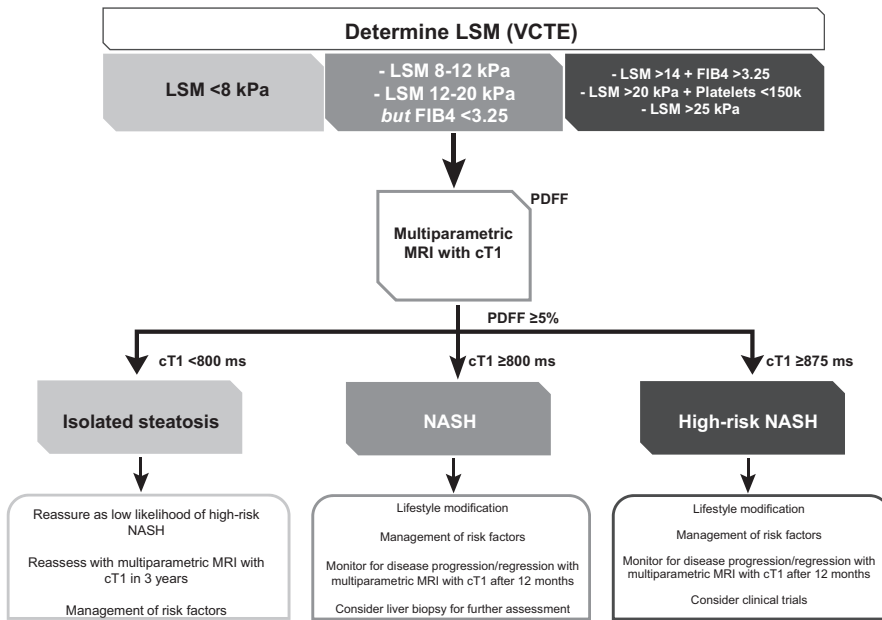 Determine LSM (VCTE)
LSM <8 kPa
- LSM 8-12 kPa
- LSM 12-20 kPa
but FIB4 <3.25
- LSM >14 + FIB4 >3.25
- LSM >20 kPa + Platelets <150k
- LSM >25 kPa
PDFF
Multiparametric
MRI with cT1
PDFF ≥5%
cT1 <800 ms
cT1 ≥800 ms
cT1 ≥875 ms
Isolated steatosis
NASH
High-risk NASH
Reassure as low likelihood of high-risk
NASH
Reassess with multiparametric MRI with
cT1 in 3 years
Management of risk factors
Lifestyle modification
Management of risk factors
Monitor for disease progression/regression with
multiparametric MRI with cT1 after 12 months
Consider liver biopsy for further assessment
Lifestyle modification
Management of risk factors
Monitor for disease progression/regression with
multiparametric MRI with cT1 after 12 months
Consider clinical trials